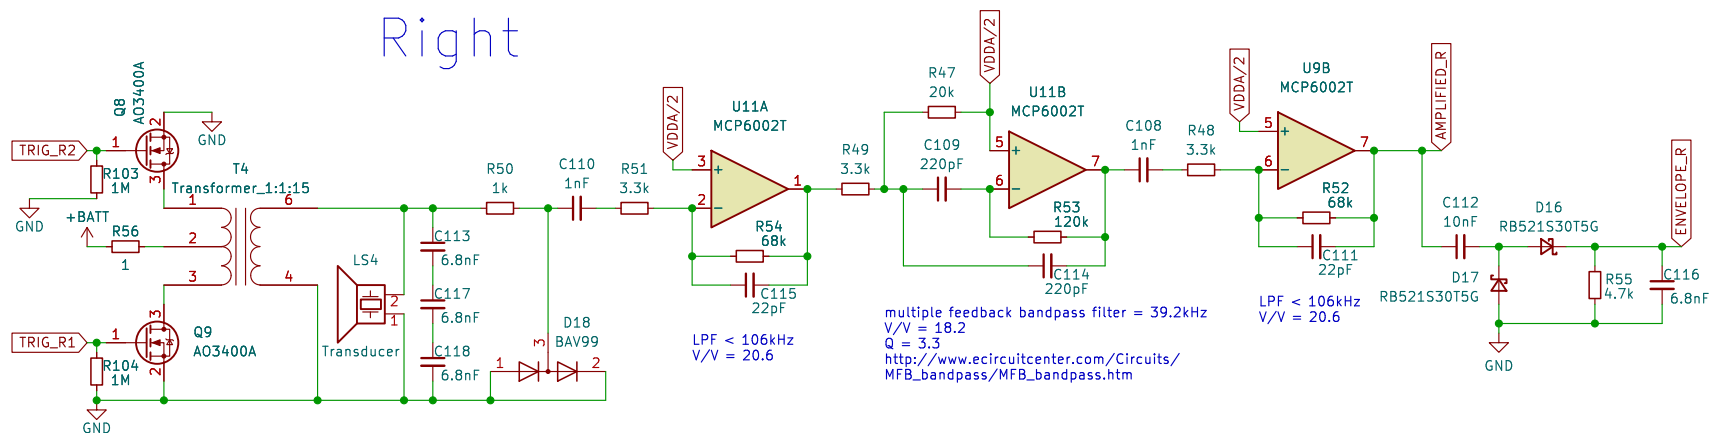 Right
Q8
AO3400A
TRIG_R2
1
2
3
GND
R103
1M
GND
+BATT
R56
1
T4
Transformer_1:1:15
1
2
3
6
4
TRIG_R1
1
3
2
Q9
AO3400A
R104
1M
GND
LS4
2
1
Transducer
C113
6.8nF
C117
6.8nF
C118
6.8nF
R50
1k
C110
1nF
R51
3.3k
D18
BAV99
3
1
2
VDDA/2
U11A
MCP6002T
3
2
1
+
−
R54
68k
C115
22pF
LPF < 106kHz
V/V = 20.6
R49
3.3k
R47
20k
C109
220pF
VDDA/2
U11B
MCP6002T
5
6
7
+
−
R53
120k
C114
220pF
multiple feedback bandpass filter = 39.2kHz
V/V = 18.2
Q = 3.3
http://www.ecircuitcenter.com/Circuits/
MFB_bandpass/MFB_bandpass.htm
C108
1nF
R48
3.3k
VDDA/2
U9B
MCP6002T
5
6
7
+
−
R52
68k
C111
22pF
LPF < 106kHz
V/V = 20.6
AMPLIFIED_R
C112
10nF
D16
RB521S30T5G
D17
RB521S30T5G
R55
4.7k
C116
6.8nF
ENVELOPE_R
GND